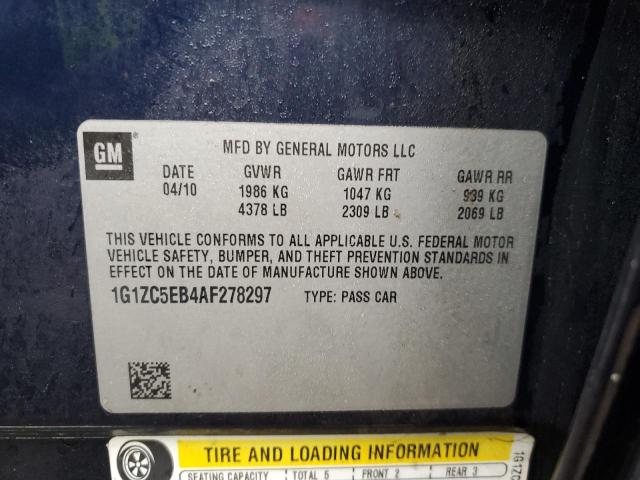 GM
MFD BY GENERAL MOTORS LLC
DATE GVWR GAWR FRT GAWR RR
04/10 1986 KG 1047 KG 939 KG
4378 LB 2309 LB 2069 LB
THIS VEHICLE CONFORMS TO ALL APPLICABLE U.S. FEDERAL MOTOR
VEHICLE SAFETY, BUMPER, AND THEFT PREVENTION STANDARDS IN
EFFECT ON THE DATE OF MANUFACTURE SHOWN ABOVE.
1G1ZC5EB4AF278297 TYPE: PASS CAR
TIRE AND LOADING INFORMATION
SEATING CAPACITY TOTAL 5 FRONT 2 REAR 3
1G1ZC